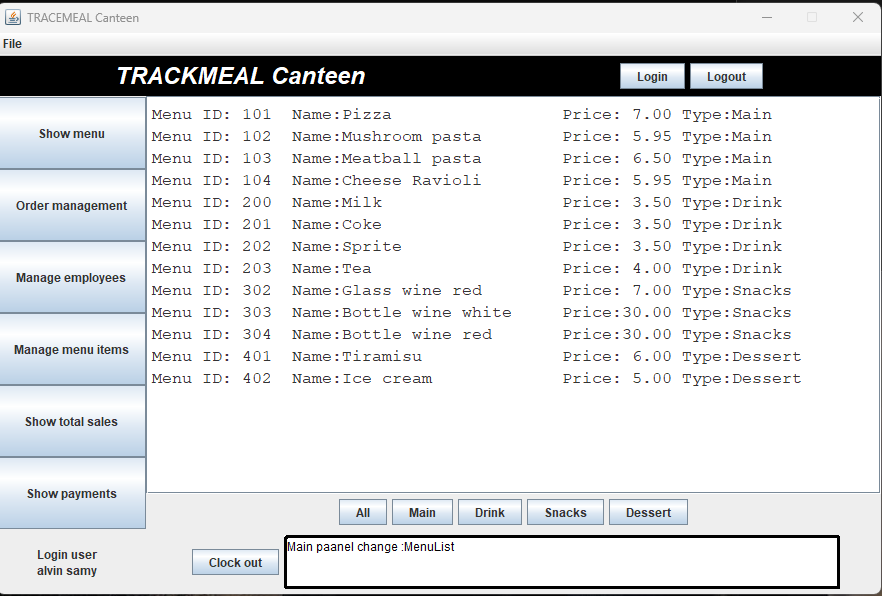 TRACEMEAL Canteen
File
TRACKMEAL Canteen
Login
Logout
Show menu
Order management
Manage employees
Manage menu items
Show total sales
Show payments
Menu ID: 101 Name:Pizza Price: 7.00 Type:Main
Menu ID: 102 Name:Mushroom pasta Price: 5.95 Type:Main
Menu ID: 103 Name:Meatball pasta Price: 6.50 Type:Main
Menu ID: 104 Name:Cheese Ravioli Price: 5.95 Type:Main
Menu ID: 200 Name:Milk Price: 3.50 Type:Drink
Menu ID: 201 Name:Coke Price: 3.50 Type:Drink
Menu ID: 202 Name:Sprite Price: 3.50 Type:Drink
Menu ID: 203 Name:Tea Price: 4.00 Type:Drink
Menu ID: 302 Name:Glass wine red Price: 7.00 Type:Snacks
Menu ID: 303 Name:Bottle wine white Price:30.00 Type:Snacks
Menu ID: 304 Name:Bottle wine red Price:30.00 Type:Snacks
Menu ID: 401 Name:Tiramisu Price: 6.00 Type:Dessert
Menu ID: 402 Name:Ice cream Price: 5.00 Type:Dessert
All
Main
Drink
Snacks
Dessert
Login user
alvin samy
Clock out
Main paanel change :MenuList